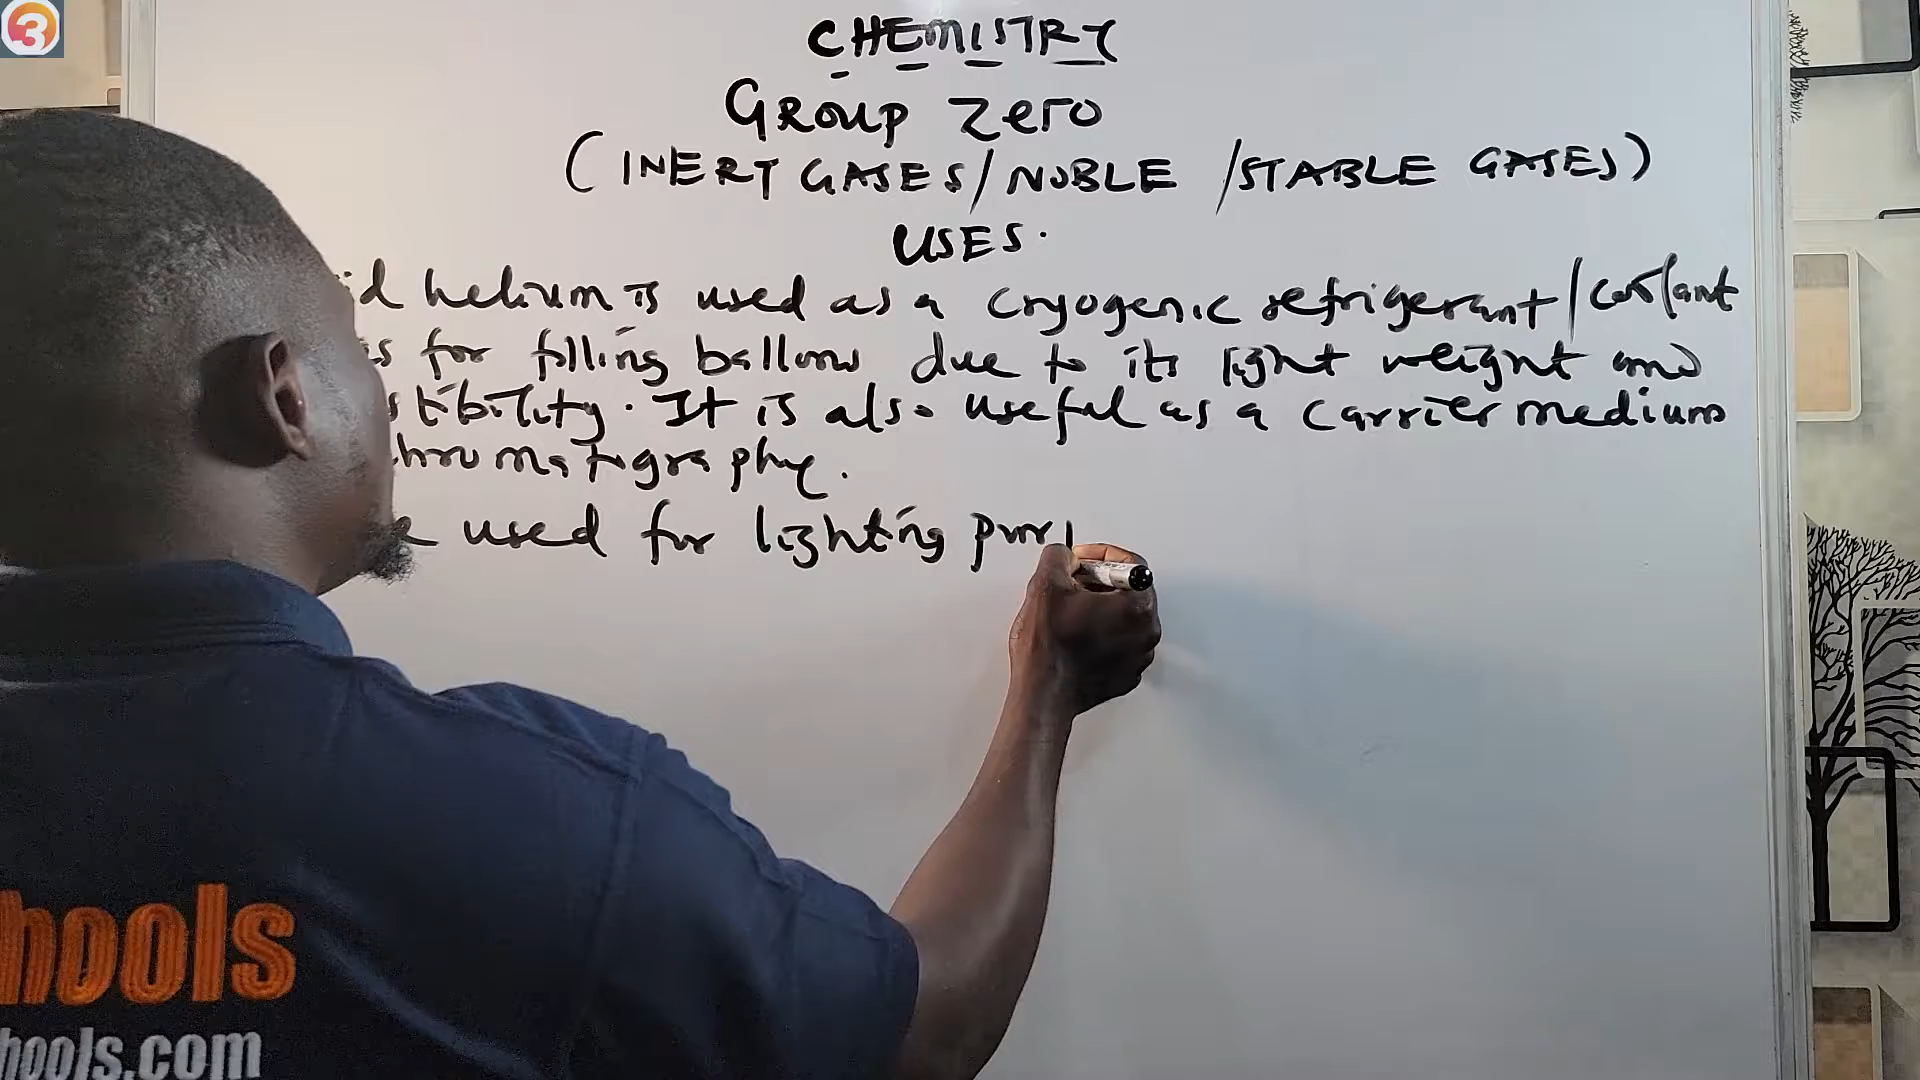 3
CHEMISTRY
GROUP ZERO
(INERT GASES/NOBLE/STABLE GASES)
USES.
id helium is used as a cryogenic refrigerant/coolant
s for filling ballons due to its light weight and
stibility. It is also useful as a carrier medium
chromatography.
used for lighting purp
hools
hools.com